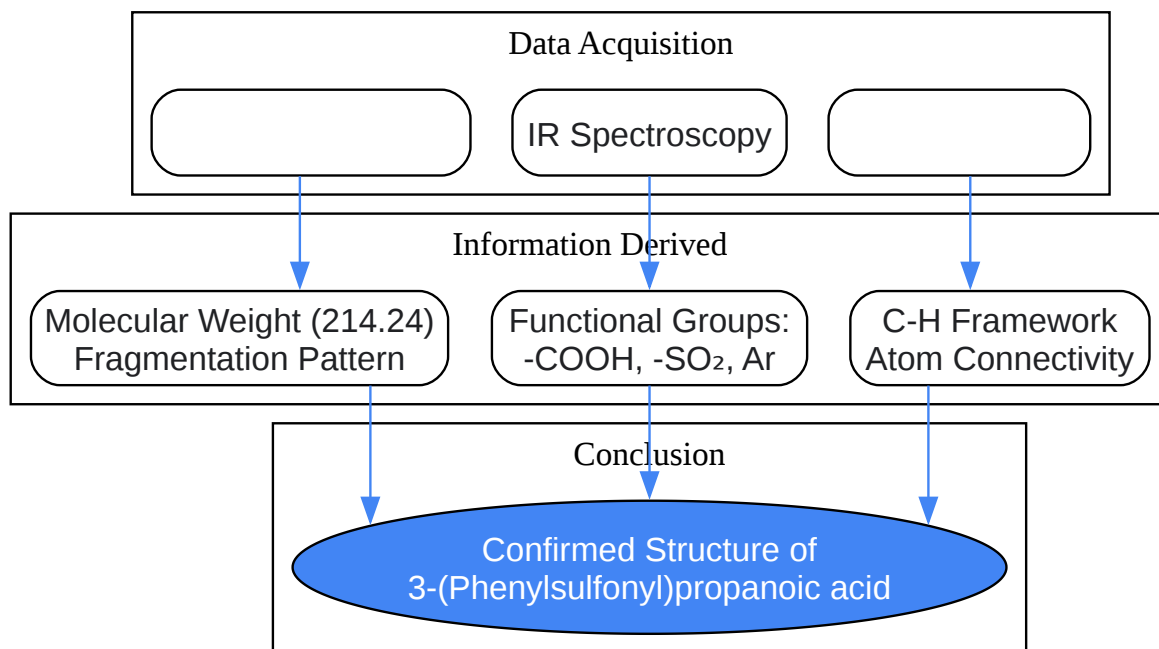 Data Acquisition
IR Spectroscopy
Information Derived
Molecular Weight (214.24)
Fragmentation Pattern
Functional Groups:
-COOH, -SO₂, Ar
C-H Framework
Atom Connectivity
Conclusion
Confirmed Structure of
3-(Phenylsulfonyl)propanoic acid